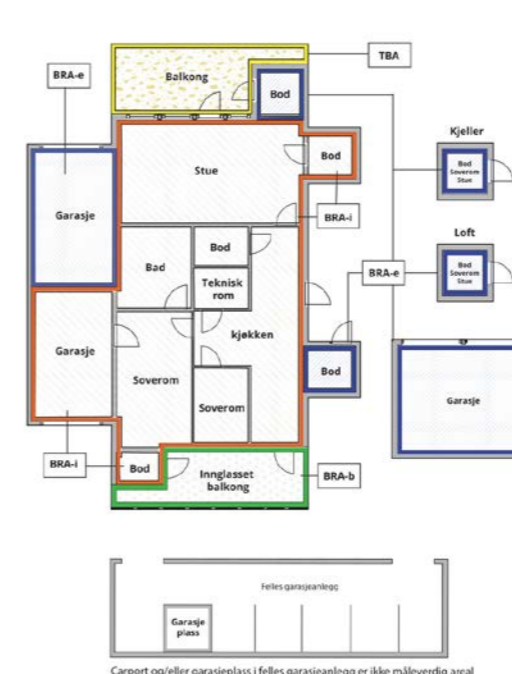 TBA
BRA-e
Balkong
Bod
Kjeller
Bod
Soverom
Stue
Stue
Bod
Garasje
BRA-i
Loft
Bod
Soverom
Stue
BRA-e
Bad
Bod
Teknisk
rom
kjøkken
Garasje
Soverom
Soverom
Bod
Garasje
BRA-i
Bod
Innglasset
balkong
BRA-b
Felles garasjeanlegg
Garasje
plass
Carport og/eller garasjeplass i felles garasjeanlegg er ikke måleverdig areal